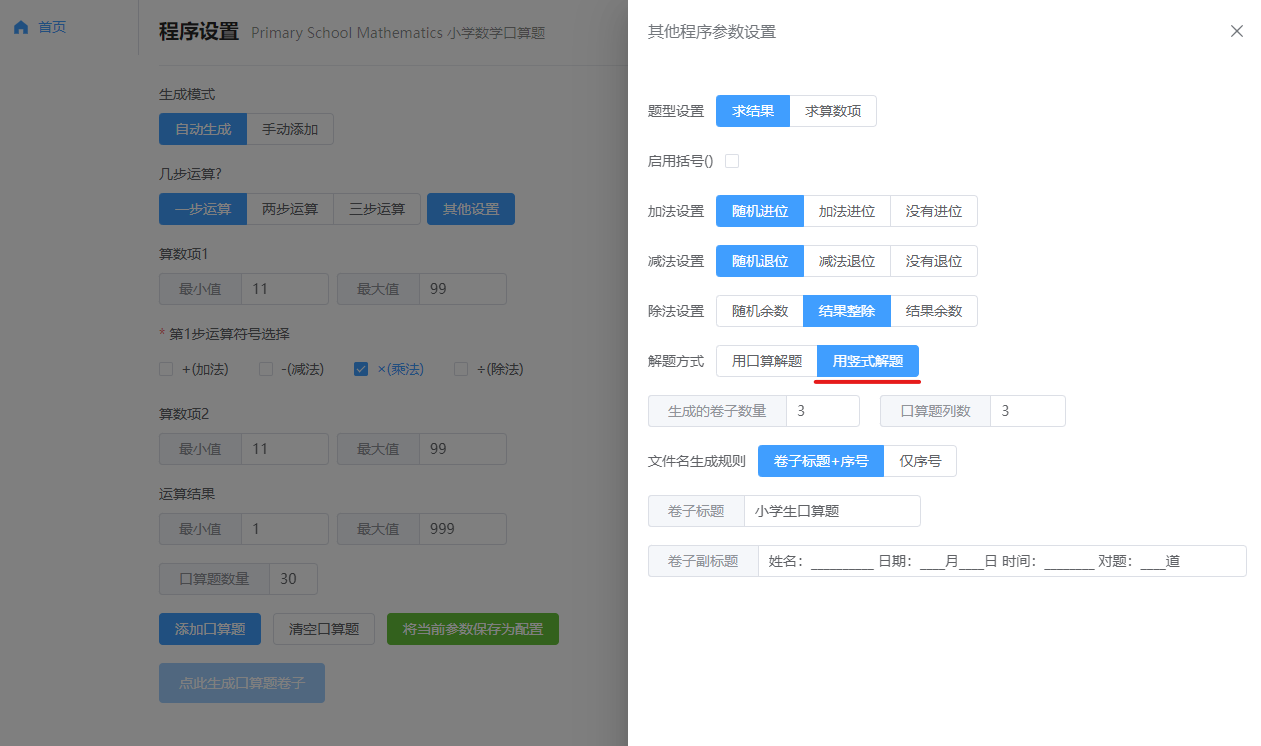 首页
程序设置 Primary School Mathematics 小学数学口算题
生成模式
自动生成 手动添加
几步运算?
一步运算 两步运算 三步运算 其他设置
算数项1
最小值 11 最大值 99
* 第1步运算符号选择
+(加法) -(减法) ×(乘法) ÷(除法)
算数项2
最小值 11 最大值 99
运算结果
最小值 1 最大值 999
口算题数量 30
添加口算题 清空口算题 将当前参数保存为配置
点此生成口算题卷子
其他程序参数设置
题型设置 求结果 求算数项
启用括号()
加法设置 随机进位 加法进位 没有进位
减法设置 随机退位 减法退位 没有退位
除法设置 随机余数 结果整除 结果余数
解题方式 用口算解题 用竖式解题
生成的卷子数量 3 口算题列数 3
文件名生成规则 卷子标题+序号 仅序号
卷子标题 小学生口算题
卷子副标题 姓名：__________ 日期：____月____日 时间：________ 对题：____道